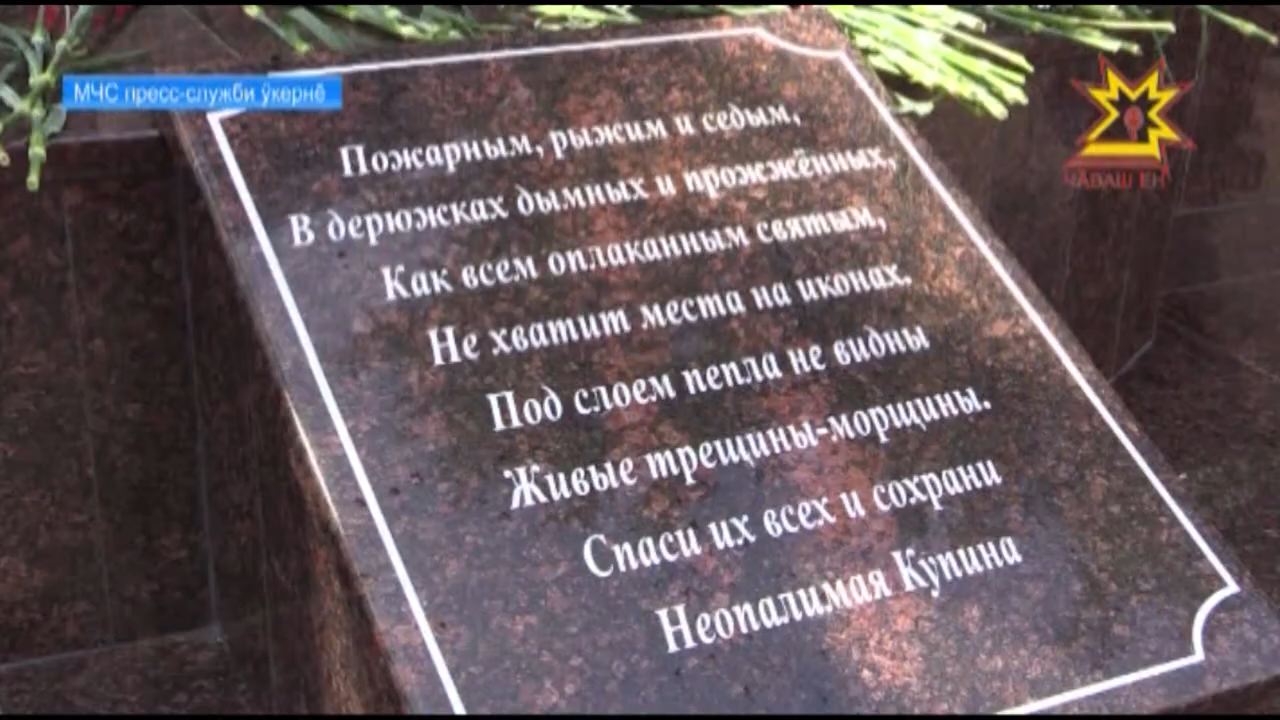 МЧС пресс-служби ӳкернӗ
ЧӐВАШ ЕН
Пожарным, рыжим и седым,
В дерюжках дымных и прожжённых,
Как всем оплаканным святым,
Не хватит места на иконах.
Под слоем пепла не видны
Живые трещины-морщины.
Спаси их всех и сохрани
Неопалимая Купина